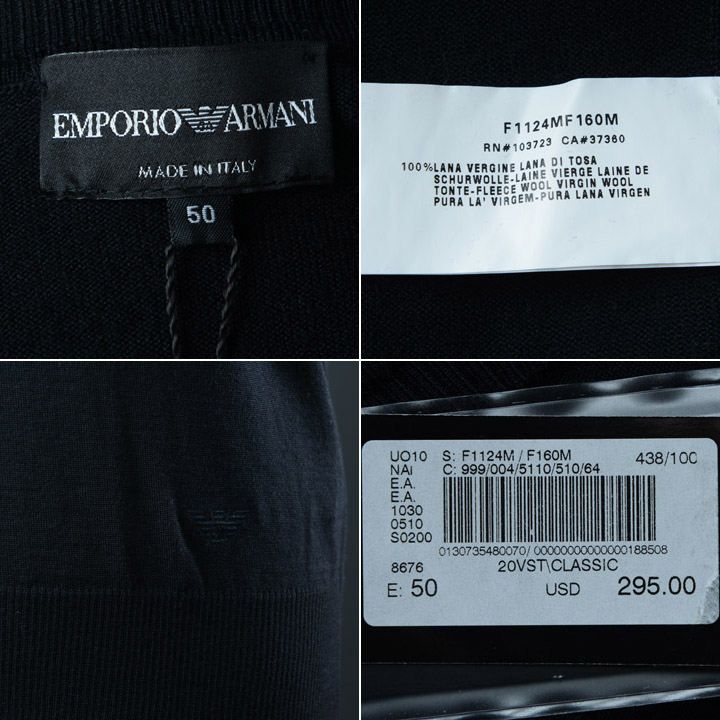 EMPORIO ARMANI
MADE IN ITALY
50
F1124MF160M
RN#103723 CA#37360
100%LANA VERGINE LANA DI TOSA
SCHURWOLLE-LAINE VIERGE LAINE DE
TONTE-FLEECE WOOL VIRGIN WOOL
PURA LA' VIRGEM-PURA LANA VIRGEN
UO10 S: F1124M / F160M 438/100
NAi C: 999/004/5110/510/64
E.A.
E.A.
1030
0510
S0200
0130735480070/ 00000000000000188508
8676 20VST\CLASSIC
E: 50 USD 295.00